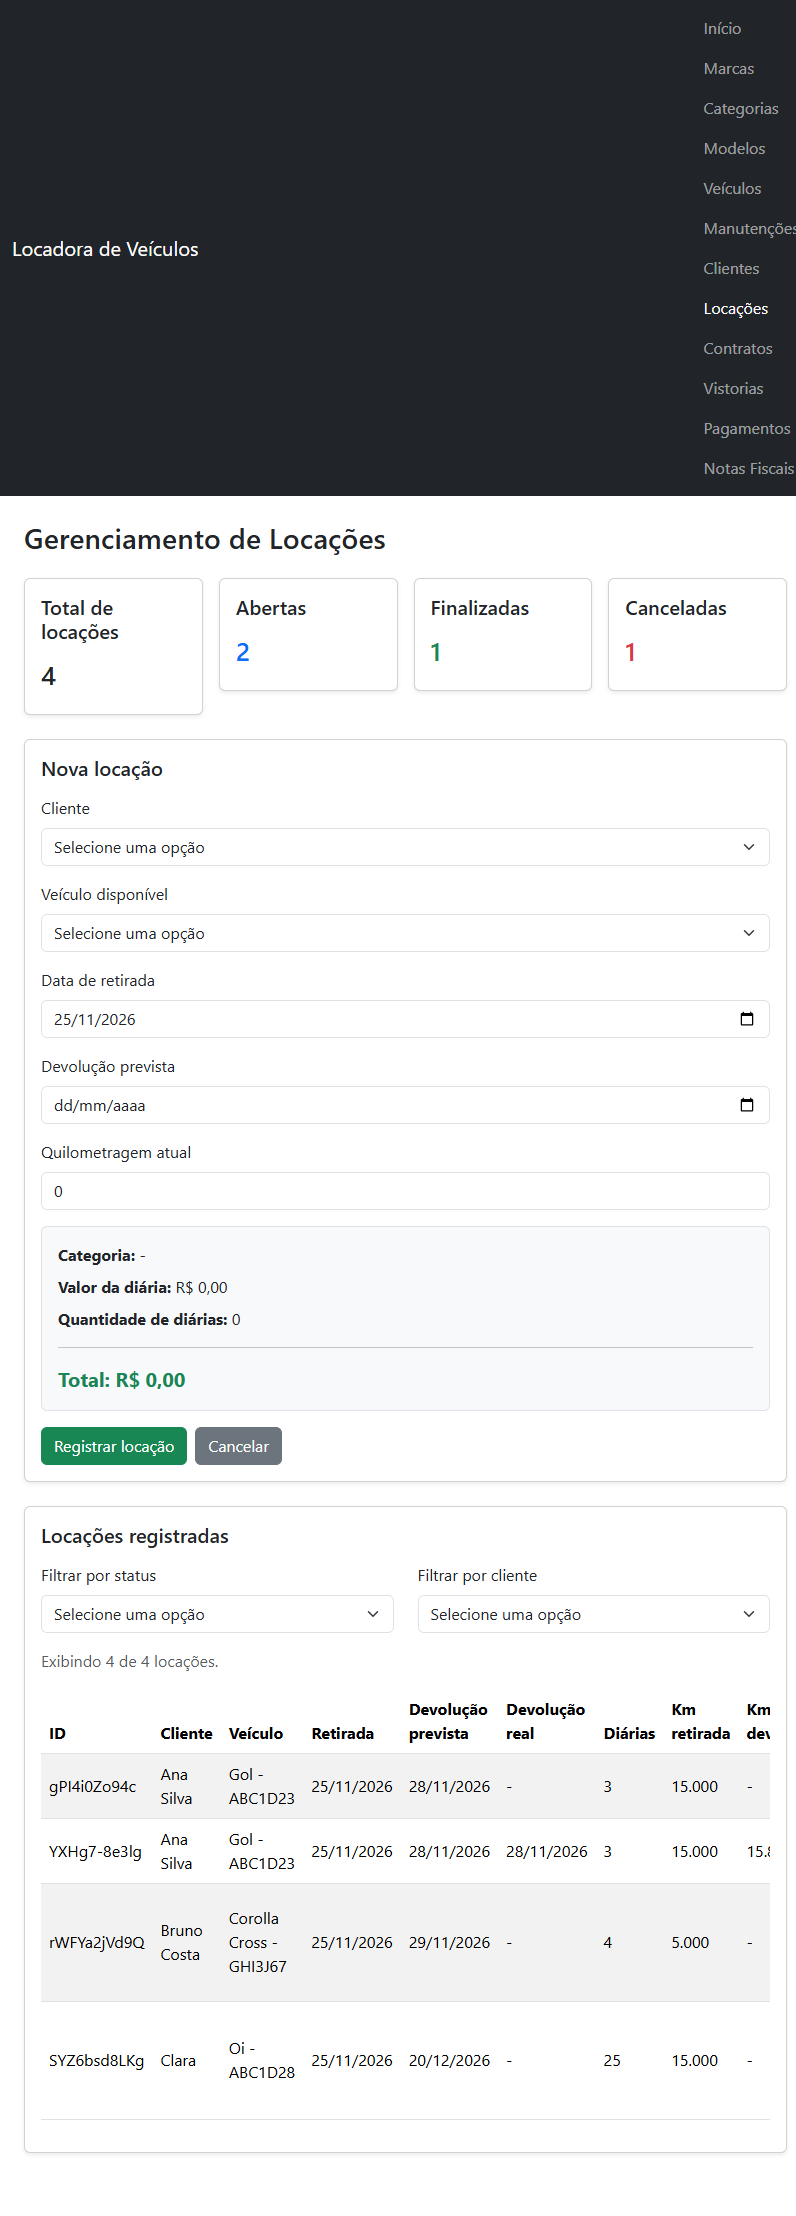 Início
Marcas
Categorias
Modelos
Veículos
Manutenções
Locadora de Veículos
Clientes
Locações
Contratos
Vistorias
Pagamentos
Notas Fiscais
Gerenciamento de Locações
Total de locações
4
Abertas
2
Finalizadas
1
Canceladas
1
Nova locação
Cliente
Selecione uma opção
Veículo disponível
Selecione uma opção
Data de retirada
25/11/2026
Devolução prevista
dd/mm/aaaa
Quilometragem atual
0
Categoria: -
Valor da diária: R$ 0,00
Quantidade de diárias: 0
Total: R$ 0,00
Registrar locação Cancelar
Locações registradas
Filtrar por status Filtrar por cliente
Selecione uma opção Selecione uma opção
Exibindo 4 de 4 locações.
ID Cliente Veículo Retirada Devolução prevista Devolução real Diárias Km retirada Km
gPI4i0Zo94c Ana Silva Gol - ABC1D23 25/11/2026 28/11/2026 - 3 15.000 -
YXHg7-8e3lg Ana Silva Gol - ABC1D23 25/11/2026 28/11/2026 28/11/2026 3 15.000
rWFYa2jVd9Q Bruno Costa Corolla Cross - GHI3J67 25/11/2026 29/11/2026 - 4 5.000 -
SYZ6bsd8LKg Clara Oi - ABC1D28 25/11/2026 20/12/2026 - 25 15.000 -